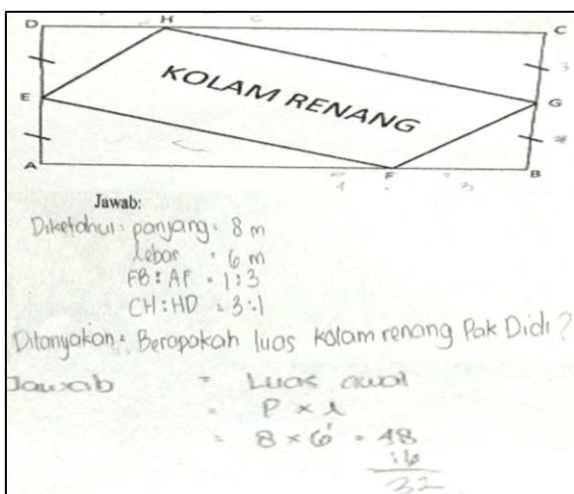 D H C
KOLAM RENANG
3
E G
A F B
Jawab:
Diketahui: panjang = 8 m
lebar = 6 m
FB : AF = 1 : 3
CH : HD = 3 : 1
Ditanyakan = Berapakah luas kolam renang Pak Didi?
Jawab = Luas awal
= P × l
= 8 × 6 = 48
32